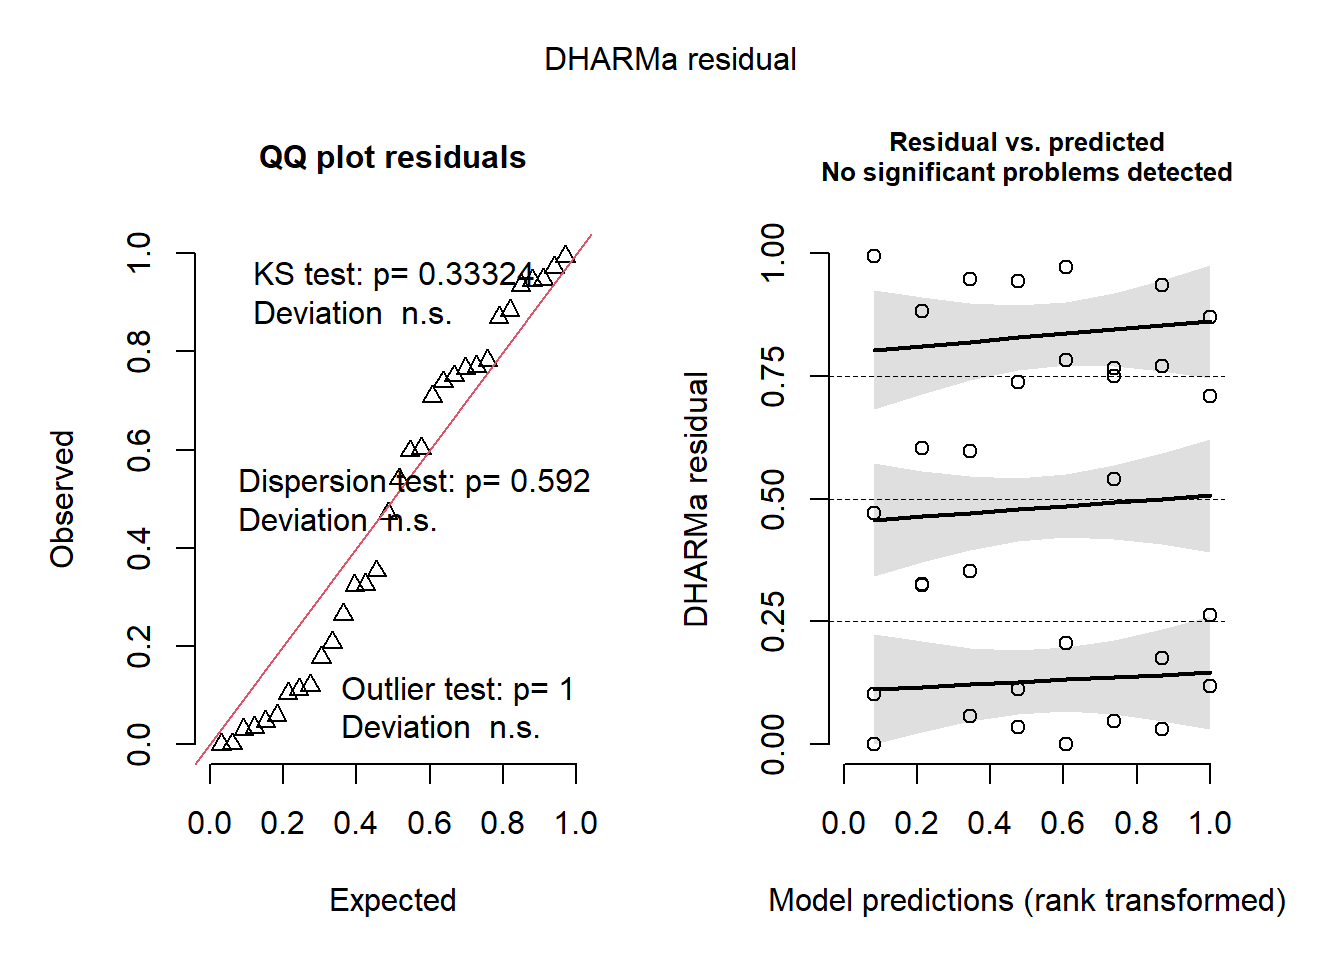 DHARMa residual
QQ plot residuals
KS test: p= 0.33324
Deviation  n.s.
Dispersion test: p= 0.592
Deviation  n.s.
Outlier test: p= 1
Deviation  n.s.
Observed
0.0 0.2 0.4 0.6 0.8 1.0
0.0 0.2 0.4 0.6 0.8 1.0
Expected
Residual vs. predicted
No significant problems detected
DHARMa residual
0.00 0.25 0.50 0.75 1.00
0.0 0.2 0.4 0.6 0.8 1.0
Model predictions (rank transformed)